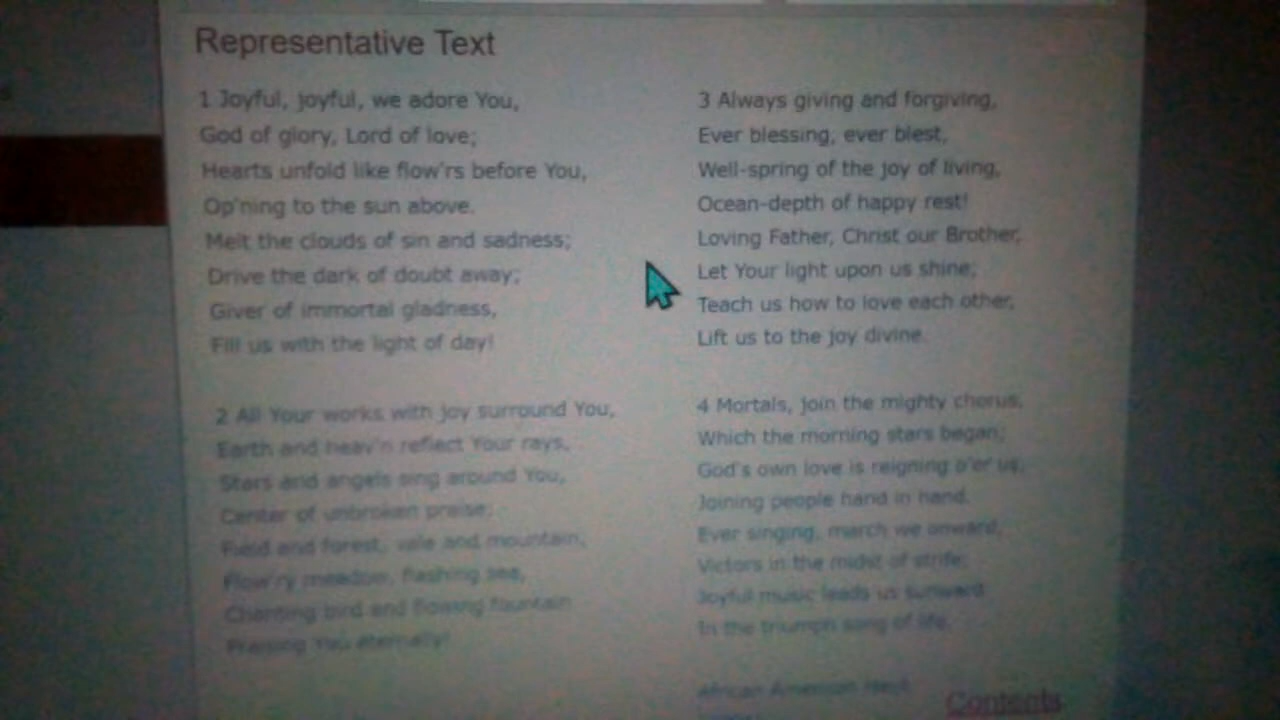 Representative Text
1 Joyful, joyful, we adore You,
God of glory, Lord of love;
Hearts unfold like flow'rs before You,
Op'ning to the sun above.
Melt the clouds of sin and sadness;
Drive the dark of doubt away;
Giver of immortal gladness,
Fill us with the light of day!
2 All Your works with joy surround You,
Earth and heav'n reflect Your rays,
Stars and angels sing around You,
Center of unbroken praise;
Field and forest, vale and mountain,
Flow'ry meadow, flashing sea,
Chanting bird and flowing fountain
Praising You eternally!
3 Always giving and forgiving,
Ever blessing, ever blest,
Well-spring of the joy of living,
Ocean-depth of happy rest!
Loving Father, Christ our Brother,
Let Your light upon us shine;
Teach us how to love each other,
Lift us to the joy divine.
4 Mortals, join the mighty chorus,
Which the morning stars began;
God's own love is reigning o'er us,
Joining people hand in hand.
Ever singing, march we onward,
Victors in the midst of strife;
Joyful music leads us sunward
In the triumph song of life.
African American
Contents